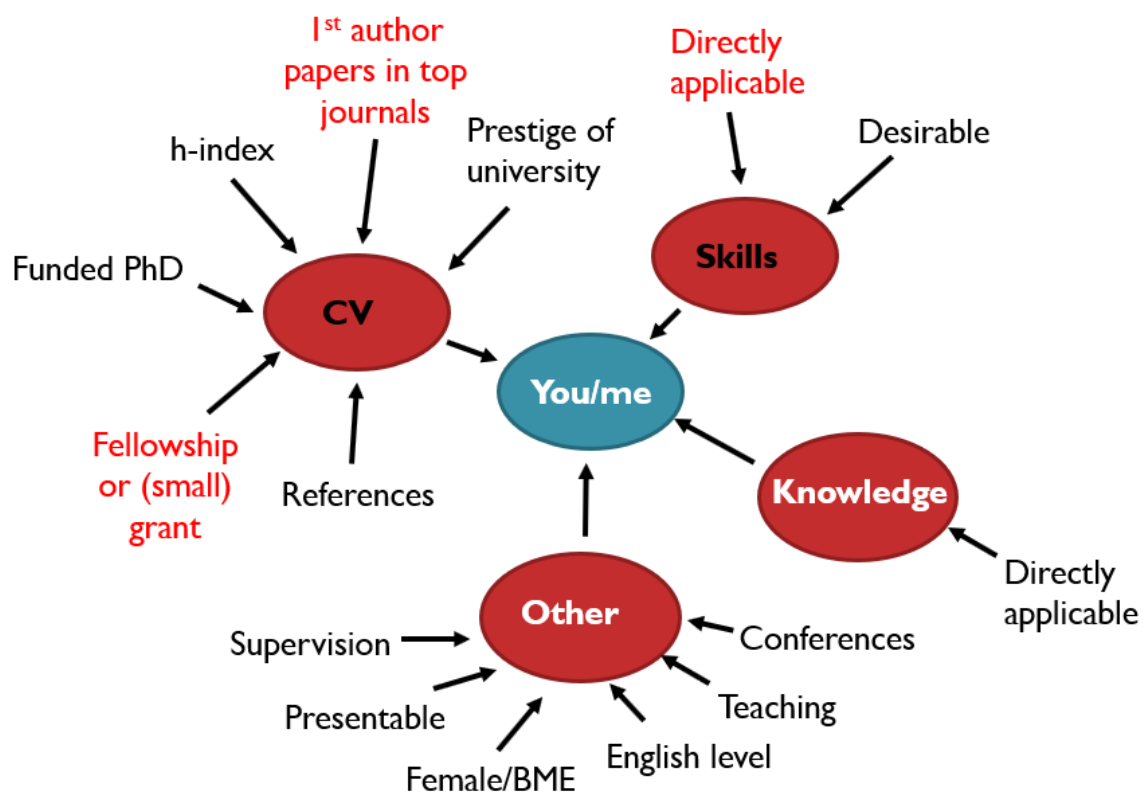 1st author
papers in top
journals
Directly
applicable
h-index
Prestige of
university
Desirable
Funded PhD
CV
Skills
You/me
Fellowship
or (small)
grant
References
Knowledge
Directly
applicable
Other
Supervision
Conferences
Presentable
Teaching
Female/BME
English level